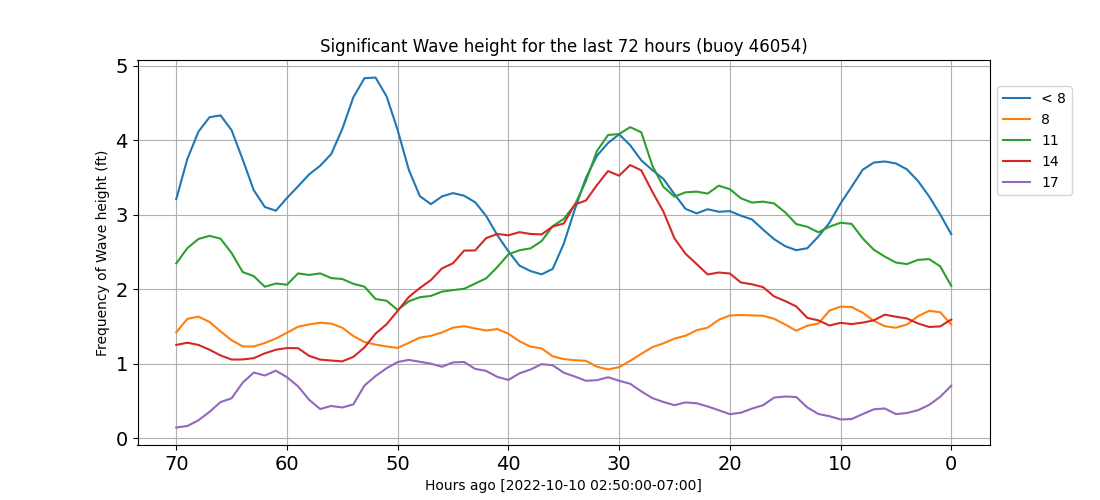 Significant Wave height for the last 72 hours (buoy 46054)
Frequency of Wave height (ft)
5
4
3
2
1
0
70 60 50 40 30 20 10 0
Hours ago [2022-10-10 02:50:00-07:00]
< 8
8
11
14
17